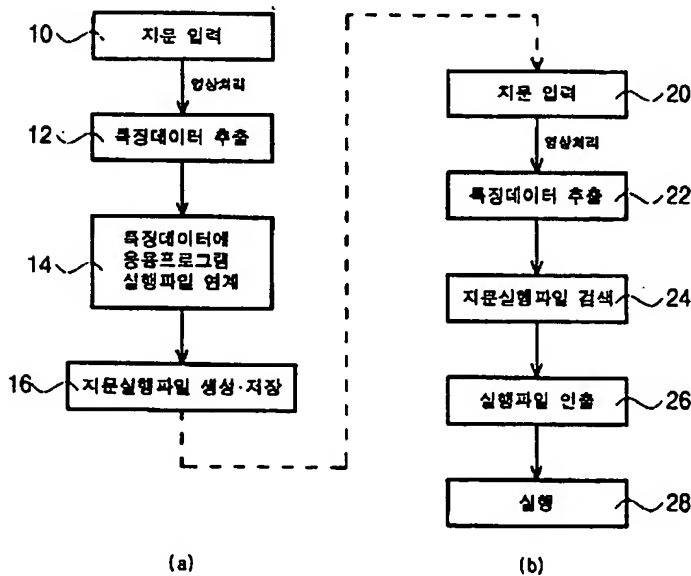 10
지문 입력
영상처리
12
특징데이터 추출
14
특징데이터에
응용프로그램
실행파일 연계
16
지문실행파일 생성·저장
(a)
지문 입력
20
영상처리
특징데이터 추출
22
지문실행파일 검색
24
실행파일 인출
26
실행
28
(b)